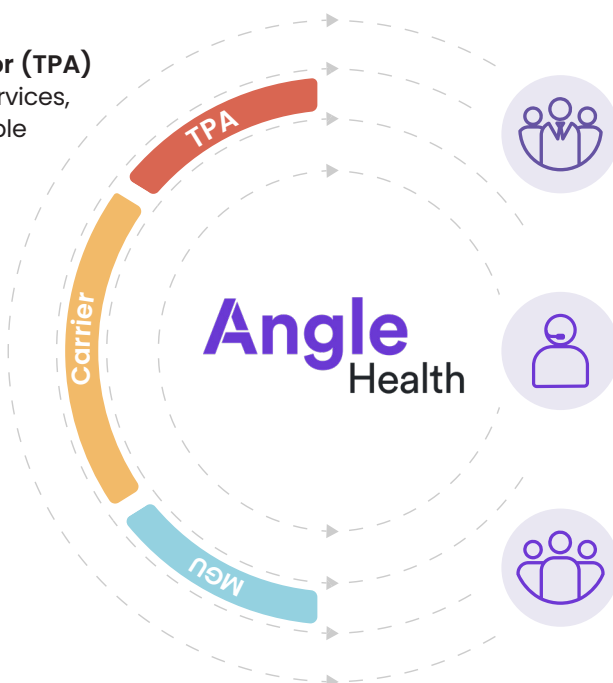 or (TPA)
rvices,
ble
TPA
Carrier
Angle
Health
MGU